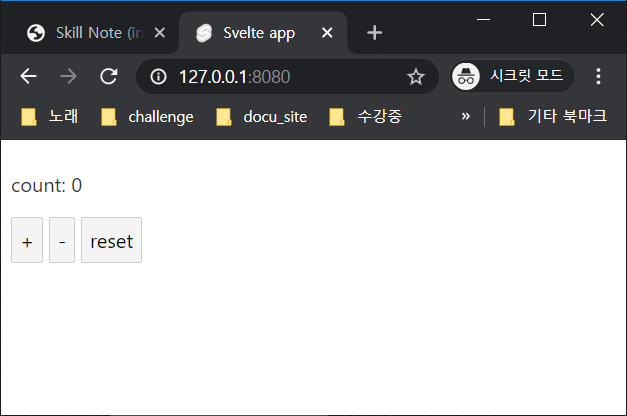 Skill Note (in
Svelte app
127.0.0.1:8080
시크릿 모드
노래 challenge docu_site 수강중 » 기타 북마크
count: 0
+ - reset